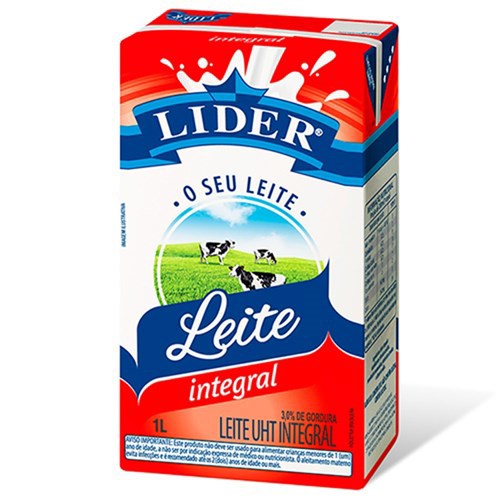 LIDER
integral
LIDER®
• O SEU LEITE •
Leite
integral
3,0% DE GORDURA
1L
LEITE UHT INTEGRAL
AVISO IMPORTANTE: Este produto não deve ser usado para alimentar crianças menores de 1 (um)
ano de idade, a não ser por indicação expressa de médico ou nutricionista. O aleitamento materno
evita infecções e é recomendado até os 2 (dois) anos de idade ou mais.